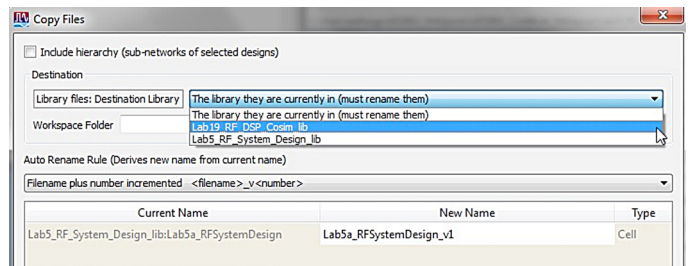 Copy Files
Include hierarchy (sub-networks of selected designs)
Destination
Library files: Destination Library The library they are currently in (must rename them)
The library they are currently in (must rename them)
Lab19_RF_DSP_Cosim_lib
Workspace Folder
Lab5_RF_System_Design_lib
Auto Rename Rule (Derives new name from current name)
Filename plus number incremented <filename>_v<number>
Current Name New Name Type
Lab5_RF_System_Design_lib:Lab5a_RFSystemDesign Lab5a_RFSystemDesign_v1 Cell